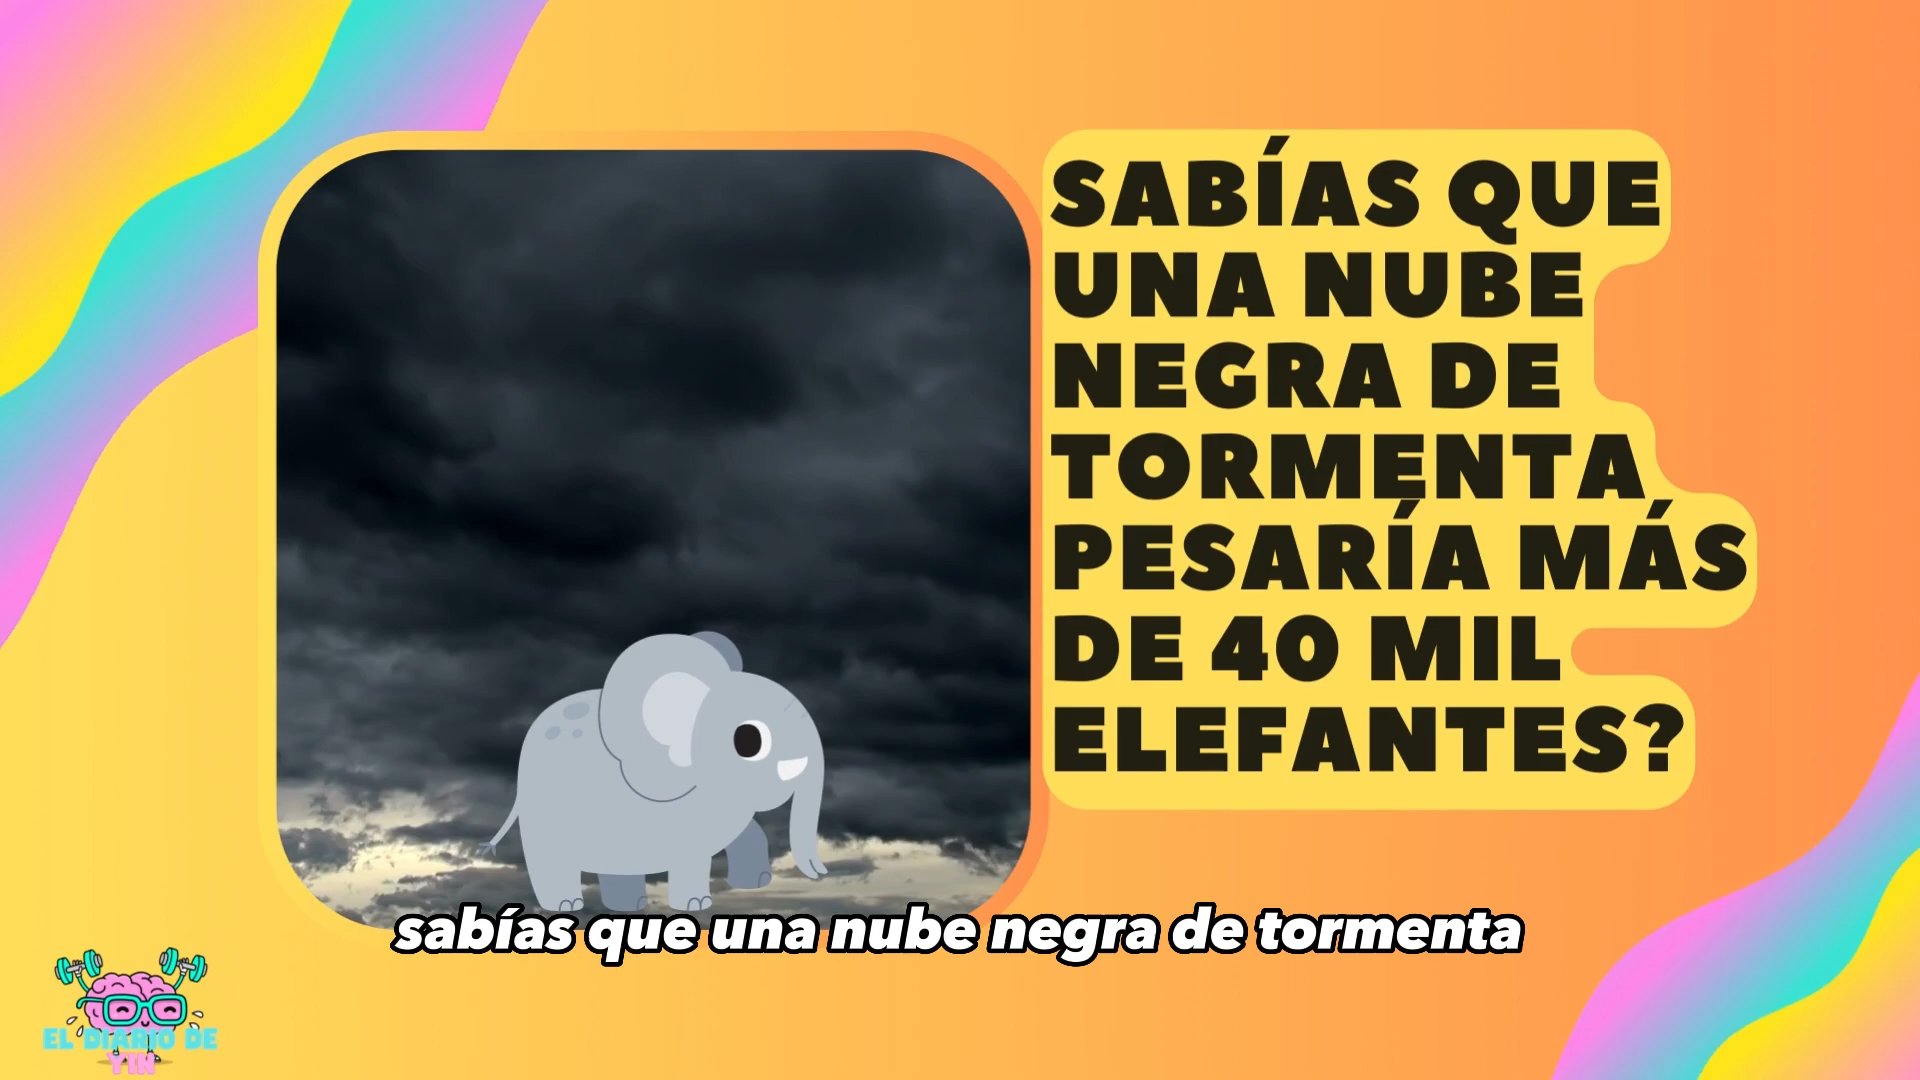 SABÍAS QUE
UNA NUBE
NEGRA DE
TORMENTA
PESARÍA MÁS
DE 40 MIL
ELEFANTES?
sabías que una nube negra de tormenta
EL DIARIO DE
YIN